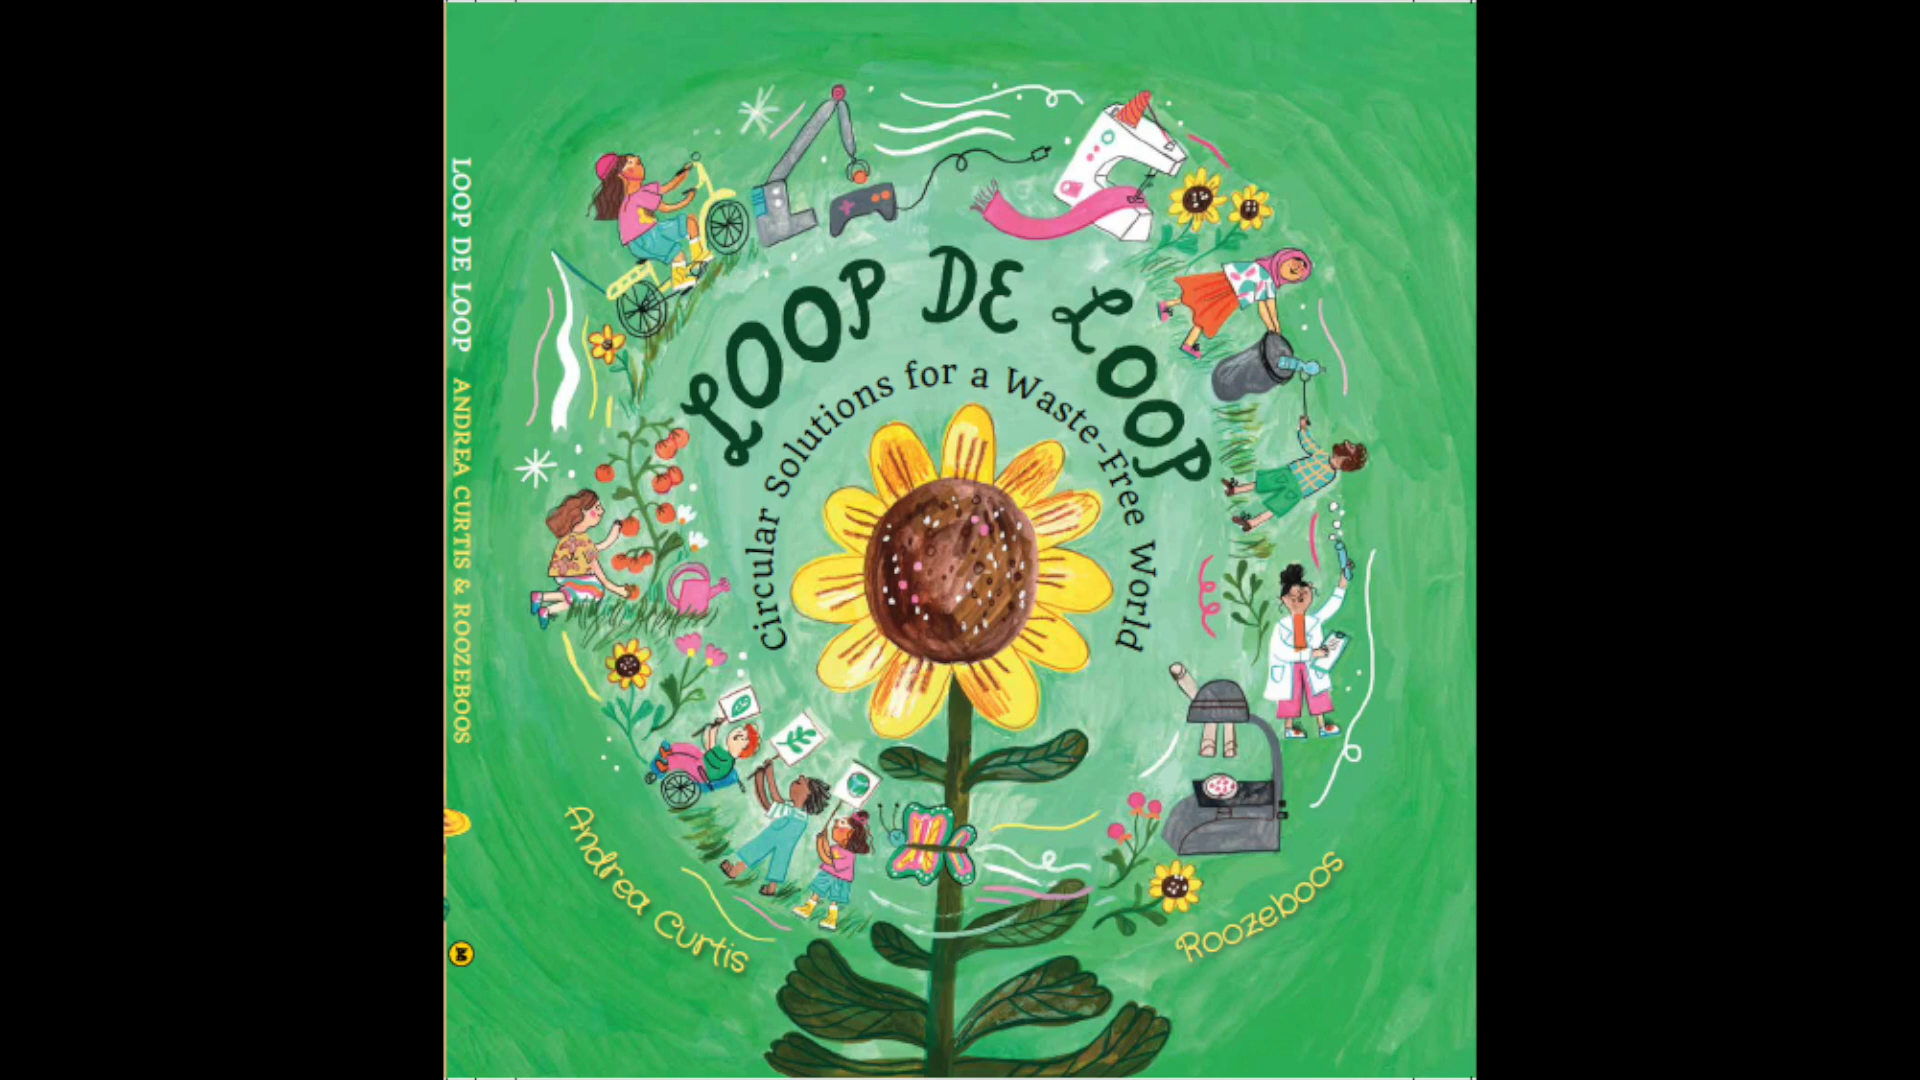 LOOP DE LOOP ANDREA CURTIS & ROOZEBOOS
M
LOOP DE LOOP
Circular Solutions for a Waste-Free World
Andrea Curtis
Roozeboos